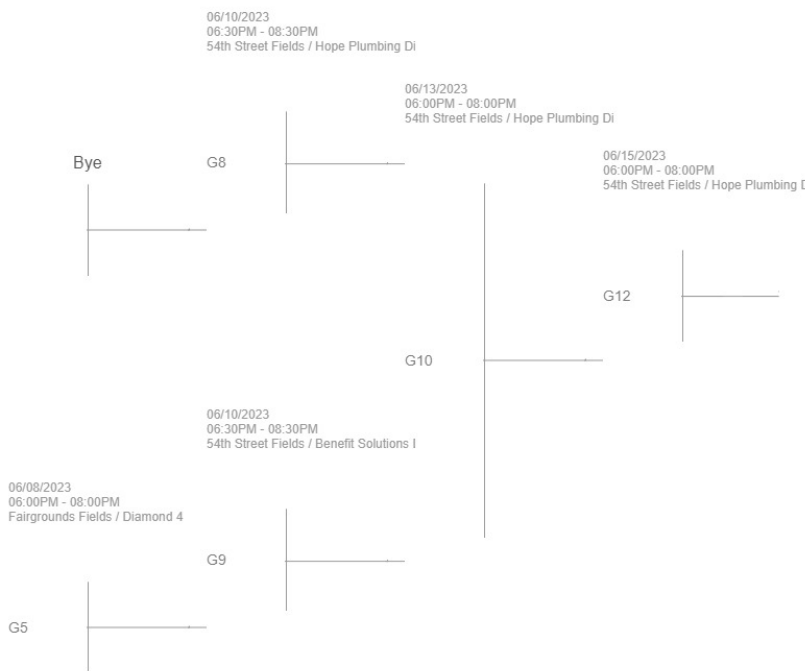 06/10/2023
06:30PM - 08:30PM
54th Street Fields / Hope Plumbing Di
06/13/2023
06:00PM - 08:00PM
54th Street Fields / Hope Plumbing Di
Bye
G8
06/15/2023
06:00PM - 08:00PM
54th Street Fields / Hope Plumbing D
G12
G10
06/10/2023
06:30PM - 08:30PM
54th Street Fields / Benefit Solutions I
06/08/2023
06:00PM - 08:00PM
Fairgrounds Fields / Diamond 4
G9
G5